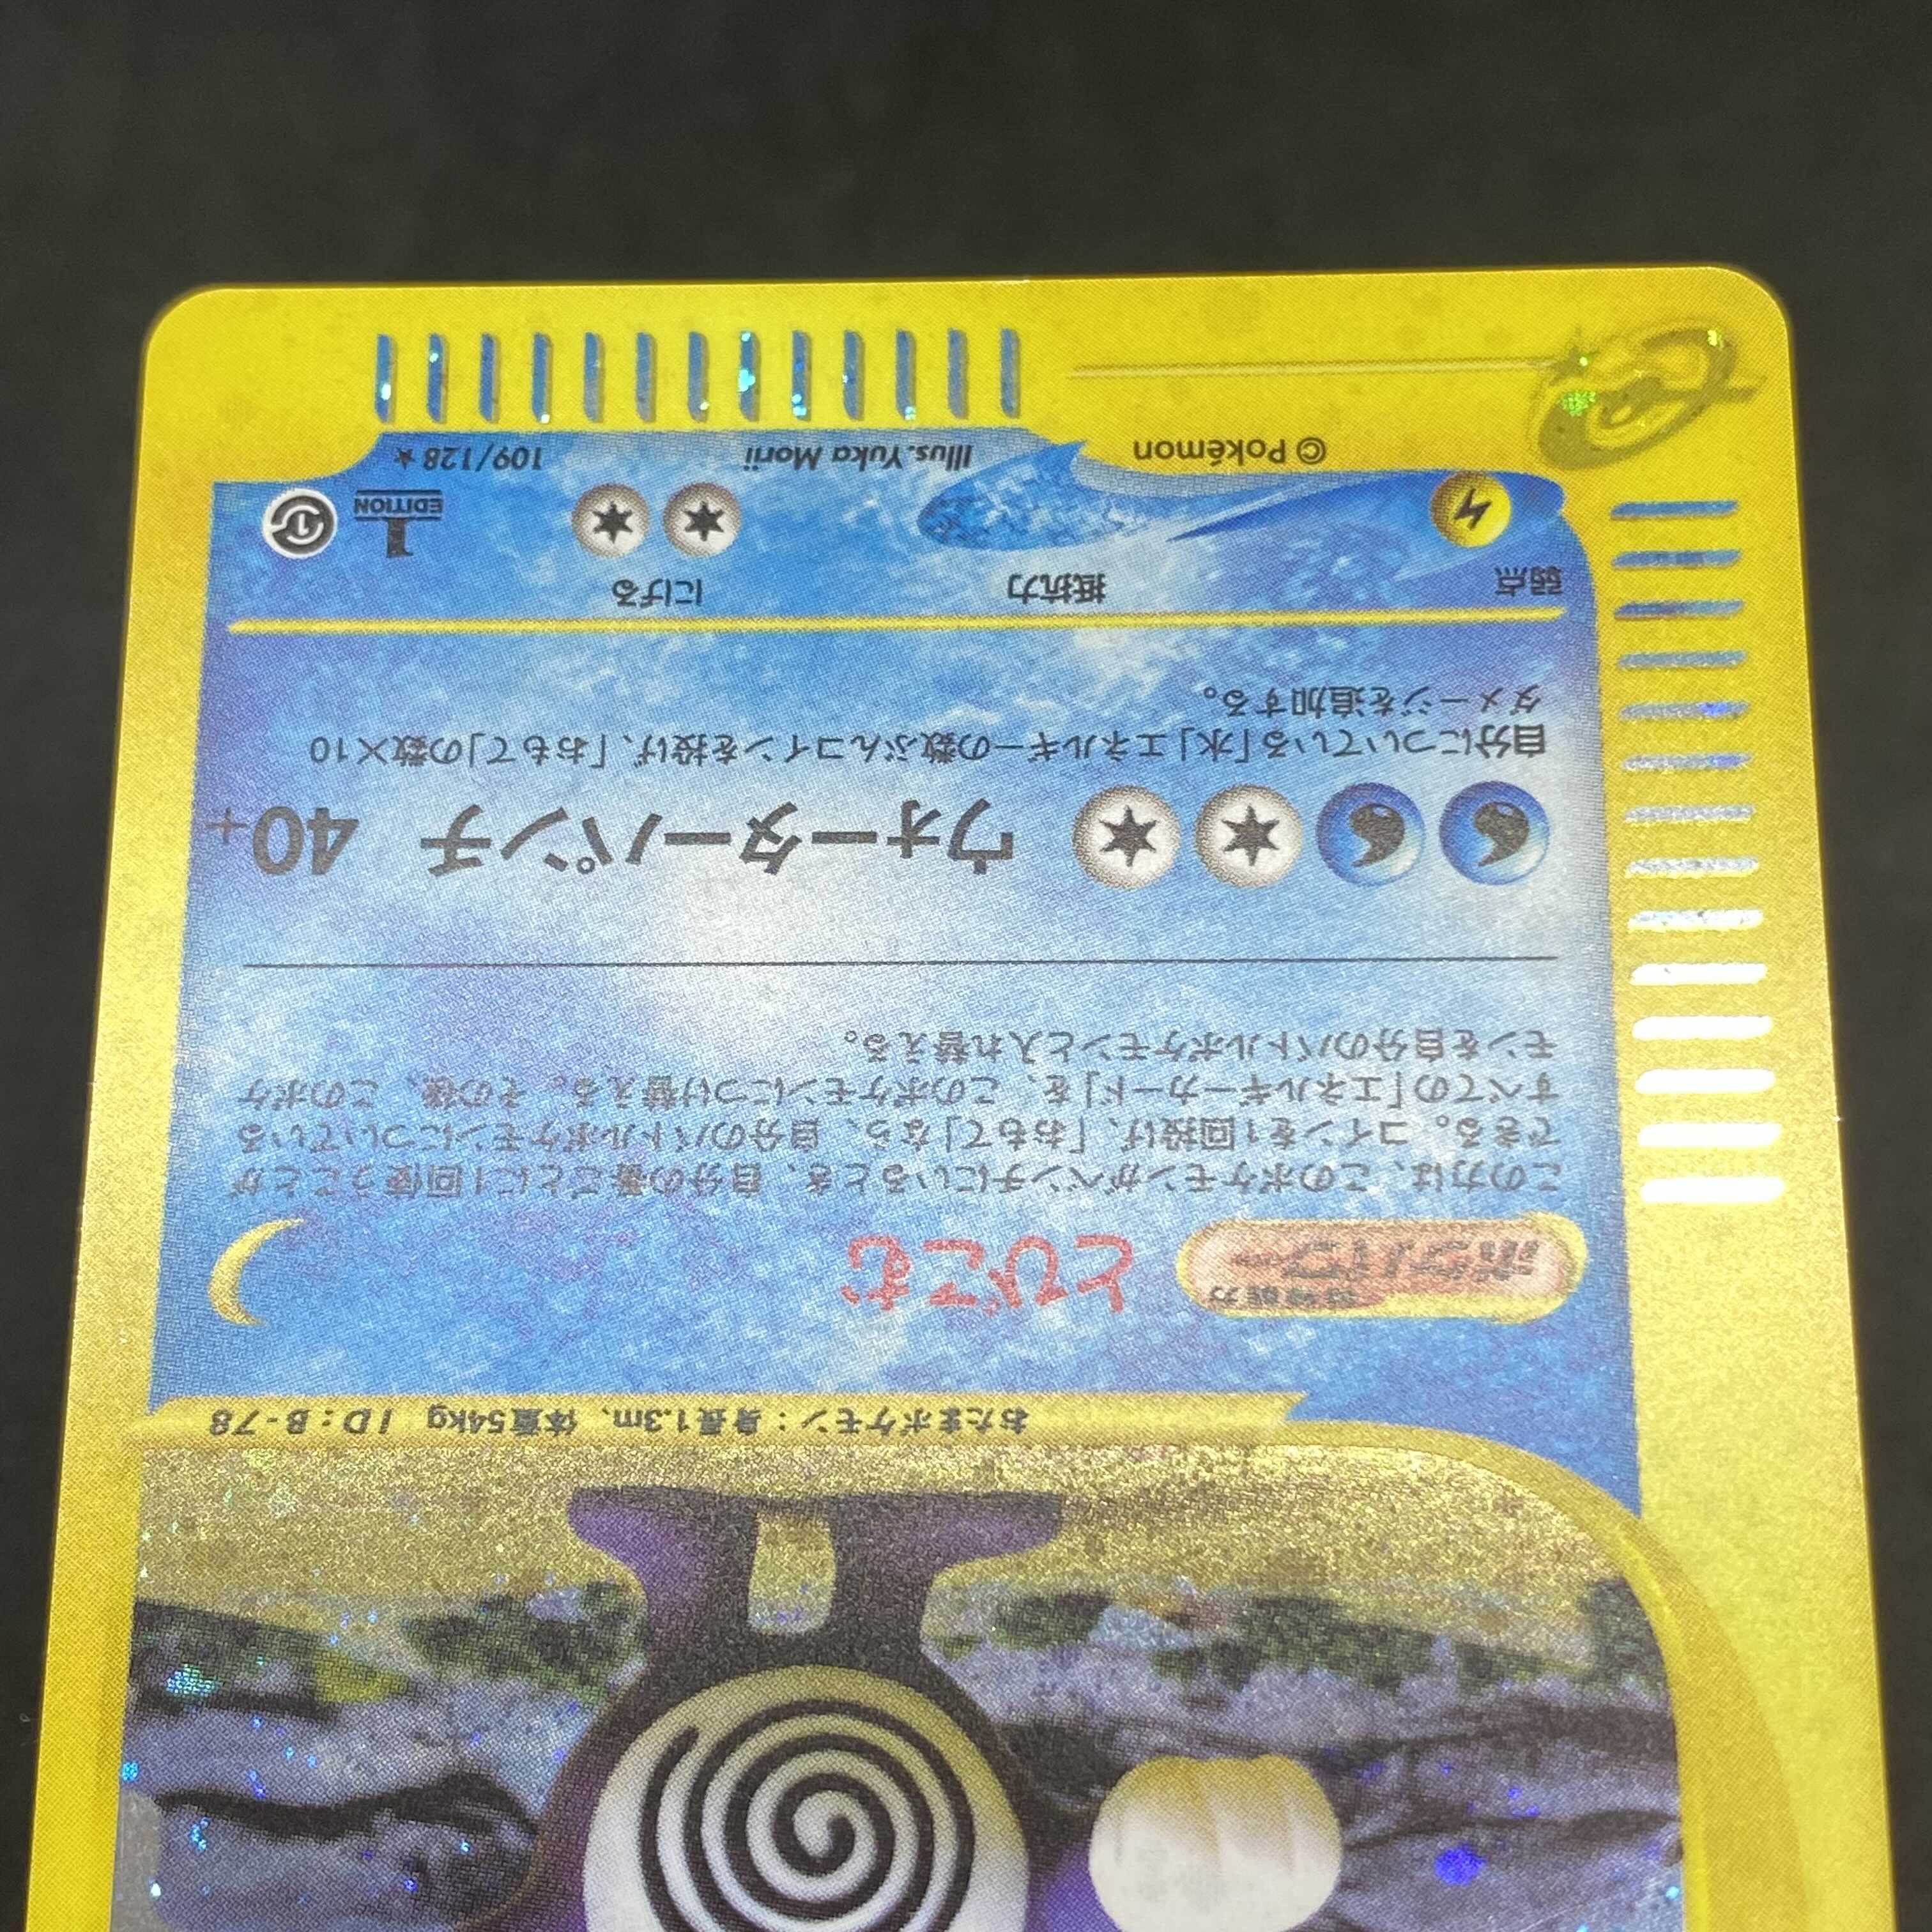 おたまポケモン：身長1.3m、体重54kg ID：B-78
ポケパワー
特殊能力
とびこむ
この力は、このポケモンがベンチにいるとき、自分の番ごとに1回使うことが
できる。コインを1回投げ、「おもて」なら、自分のバトルポケモンについている
すべての「エネルギーカード」を、このポケモンにつけ替える。その後、このポケ
モンを自分のバトルポケモンと入れ替える。
ウォーターパンチ 40+
自分についている「水」エネルギーの数ぶんコインを投げ、「おもて」の数×10
ダメージを追加する。
弱点 抵抗力 にげる
1 EDITION 1
©Pokémon Illus. Yuka Morii 109/128 ★
e